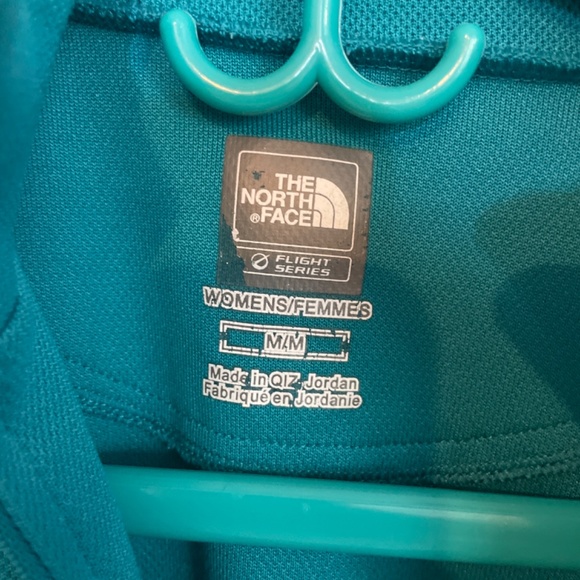 THE
NORTH
®FACE
FLIGHT
SERIES
WOMENS/FEMMES
M/M
Made in QIZ, Jordan
Fabriqué en Jordanie